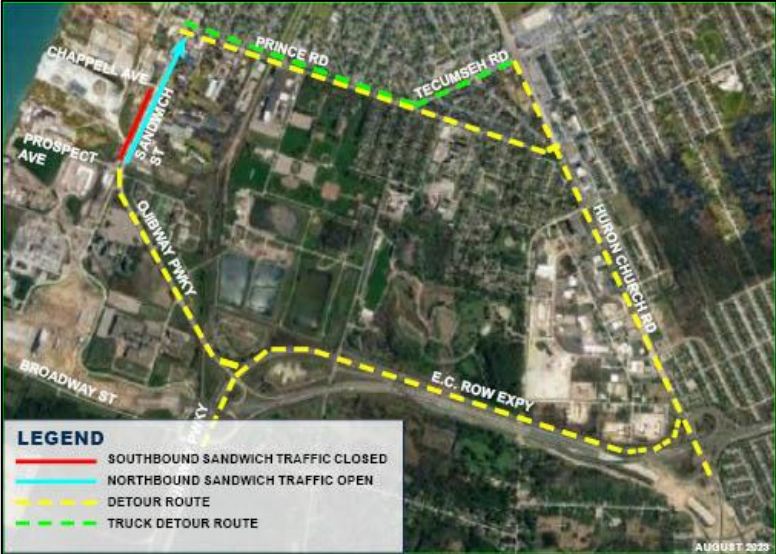 PRINCE RD
TECUMSEH RD
CHAPPELL AVE
SANDWICH
ST
PROSPECT
AVE
OJIBWAY PWKY
HURON CHURCH RD
E.C. ROW EXPY
BROADWAY ST
PWKY
LEGEND
SOUTHBOUND SANDWICH TRAFFIC CLOSED
NORTHBOUND SANDWICH TRAFFIC OPEN
DETOUR ROUTE
TRUCK DETOUR ROUTE
AUGUST 2023